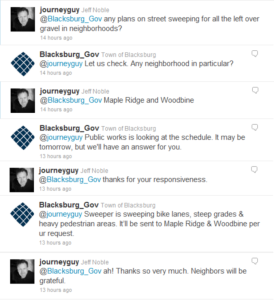 journeyguy Jeff Noble
@Blacksburg_Gov any plans on street sweeping for all the left over
gravel in neighborhoods?
14 hours ago
Blacksburg_Gov Town of Blacksburg
@journeyguy Let us check. Any neighborhood in particular?
14 hours ago
journeyguy Jeff Noble
@Blacksburg_Gov Maple Ridge and Woodbine
14 hours ago
Blacksburg_Gov Town of Blacksburg
@journeyguy Public works is looking at the schedule. It may be
tomorrow, but we'll have an answer for you.
13 hours ago
journeyguy Jeff Noble
@Blacksburg_Gov thanks for your responsiveness.
13 hours ago
Blacksburg_Gov Town of Blacksburg
@journeyguy Sweeper is sweeping bike lanes, steep grades &
heavy pedestrian areas. It'll be sent to Maple Ridge & Woodbine per
ur request.
13 hours ago
journeyguy Jeff Noble
@Blacksburg_Gov ah! Thanks so very much. Neighbors will be
grateful.
13 hours ago